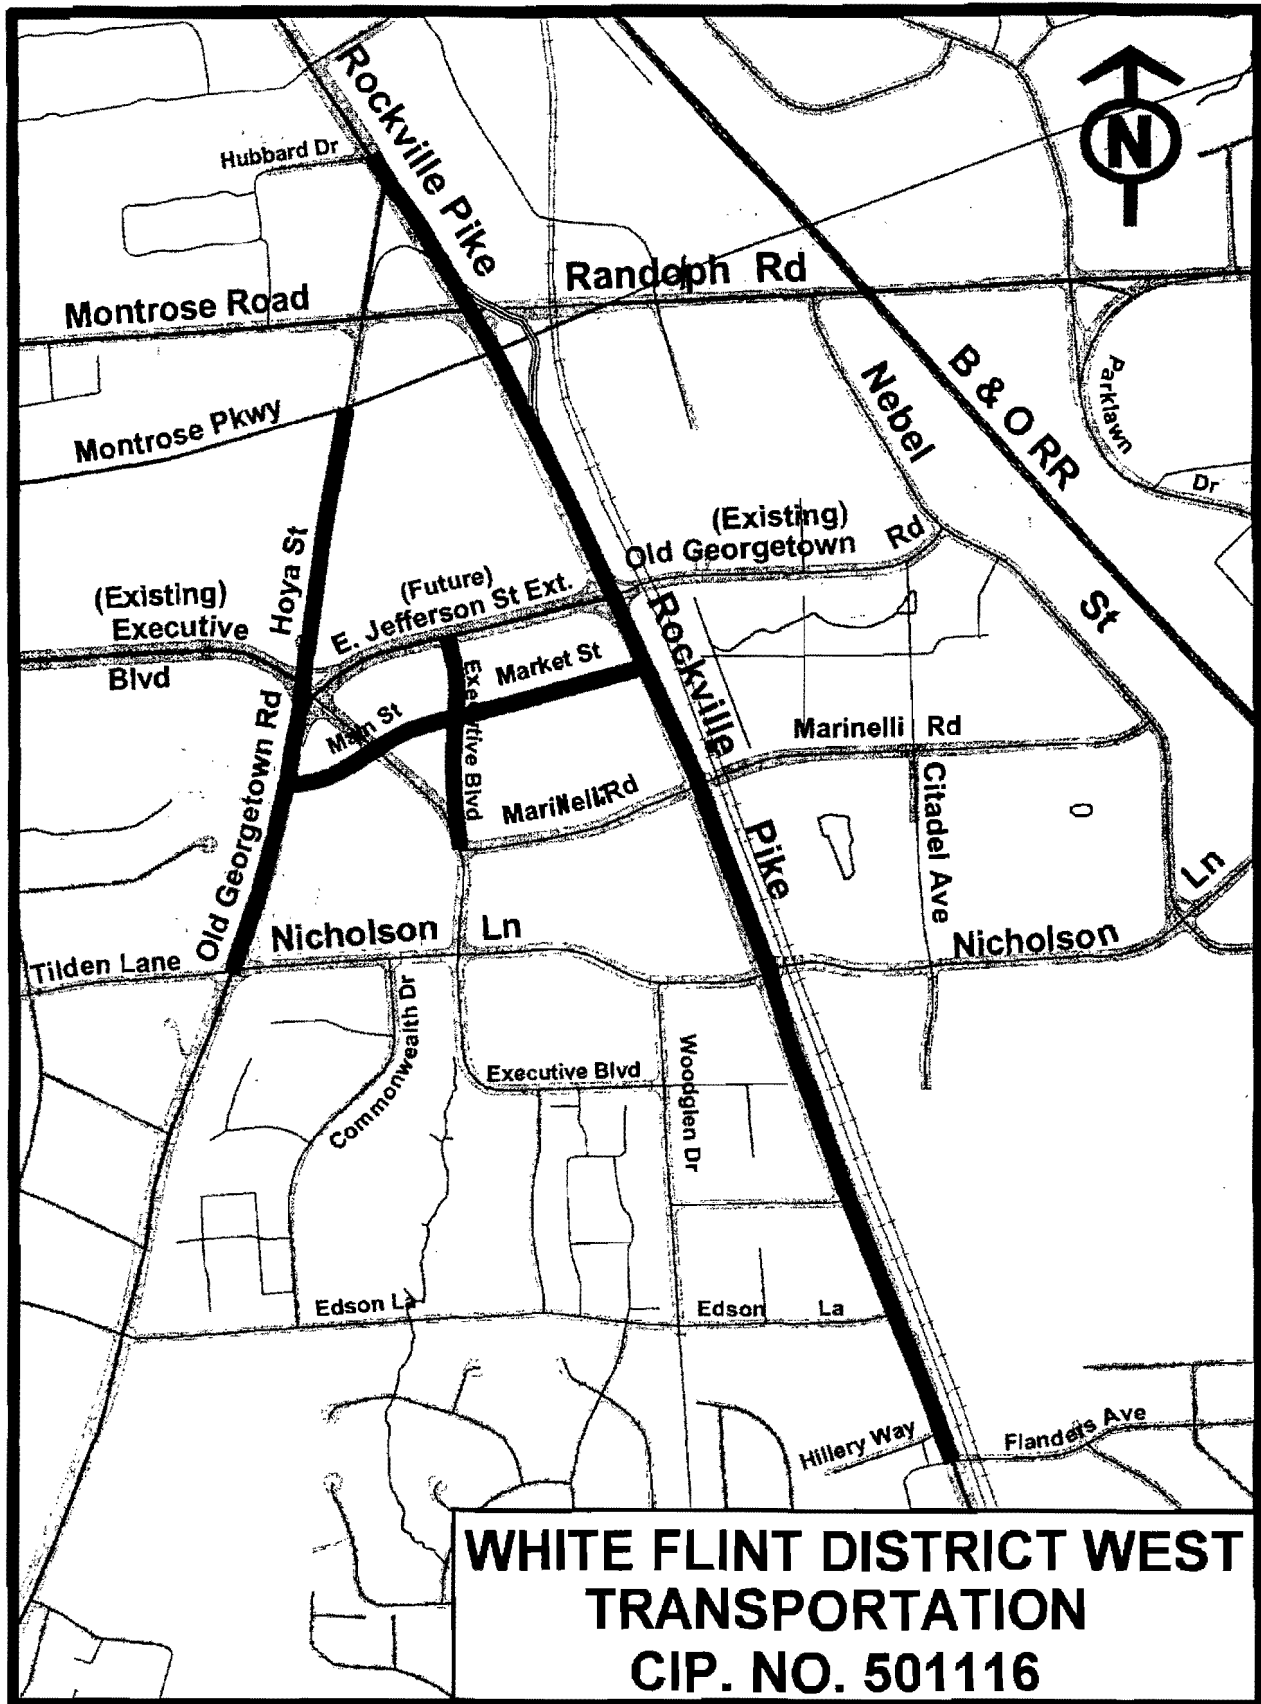 Rockville Pike
N
Hubbard Dr
Randolph Rd
Montrose Road
B & O RR
Parklawn
Dr
Nebel
St
Montrose Pkwy
(Existing)
Old Georgetown Rd
Hoya St
(Future)
E. Jefferson St Ext.
(Existing)
Executive
Blvd
Rockville
Pike
Market St
Main St
Executive Blvd
Marinelli Rd
Marinelli Rd
Citadel Ave
Old Georgetown Rd
Nicholson Ln
Nicholson
Ln
Tilden Lane
Commonwealth Dr
Executive Blvd
Woodglen Dr
Edson La
Edson La
Hillery Way
Flanders Ave
WHITE FLINT DISTRICT WEST
TRANSPORTATION
CIP. NO. 501116